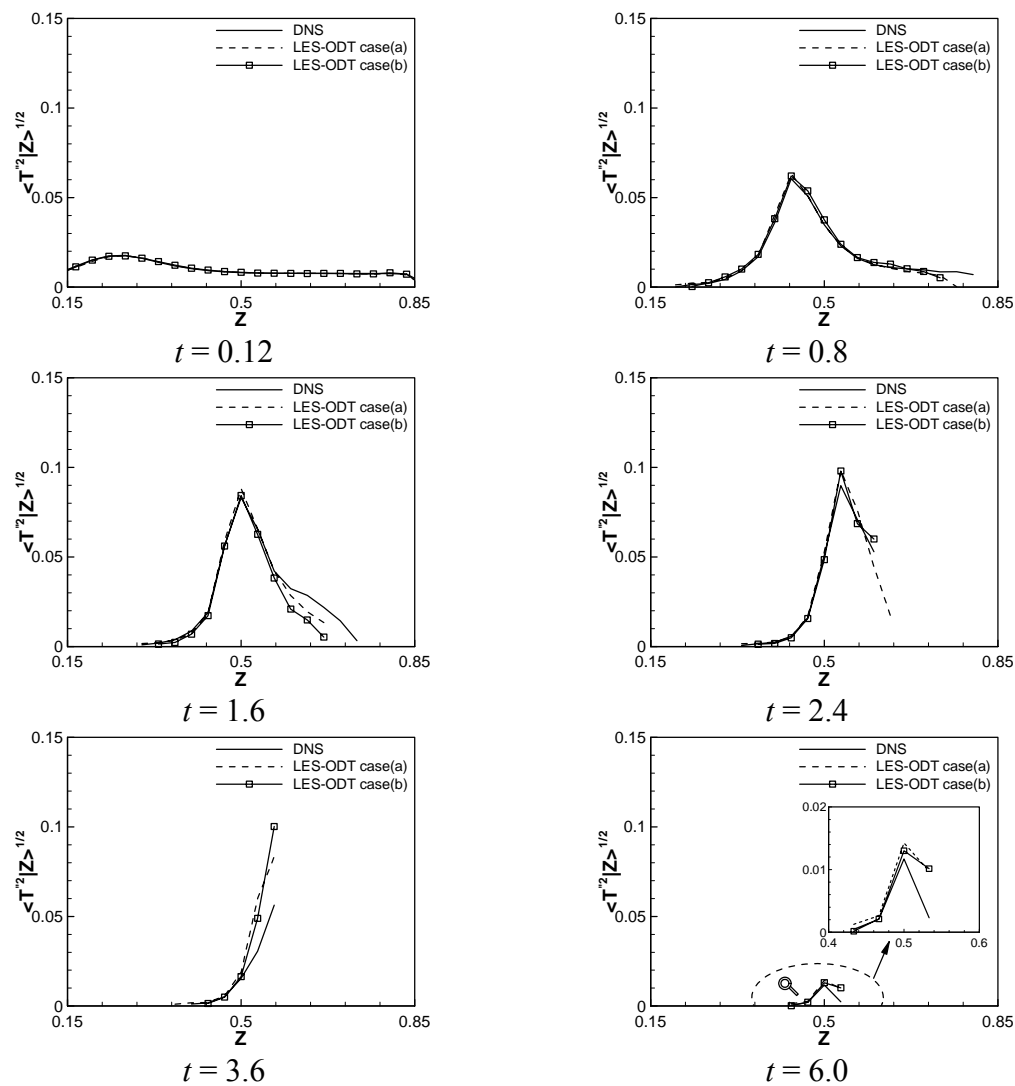 0.15
0.1
0.05
0
<T"2|Z>1/2
DNS
LES-ODT case(a)
LES-ODT case(b)
0.15
0.5
0.85
Z
t = 0.12
0.15
0.1
0.05
0
<T"2|Z>1/2
DNS
LES-ODT case(a)
LES-ODT case(b)
0.15
0.5
0.85
Z
t = 0.8
0.15
0.1
0.05
0
<T"2|Z>1/2
DNS
LES-ODT case(a)
LES-ODT case(b)
0.15
0.5
0.85
Z
t = 1.6
0.15
0.1
0.05
0
<T"2|Z>1/2
DNS
LES-ODT case(a)
LES-ODT case(b)
0.15
0.5
0.85
Z
t = 2.4
0.15
0.1
0.05
0
<T"2|Z>1/2
DNS
LES-ODT case(a)
LES-ODT case(b)
0.15
0.5
0.85
Z
t = 3.6
0.15
0.1
0.05
0
<T"2|Z>1/2
DNS
LES-ODT case(a)
LES-ODT case(b)
0.02
0.01
0
0.4
0.5
0.6
0.15
0.5
0.85
Z
t = 6.0